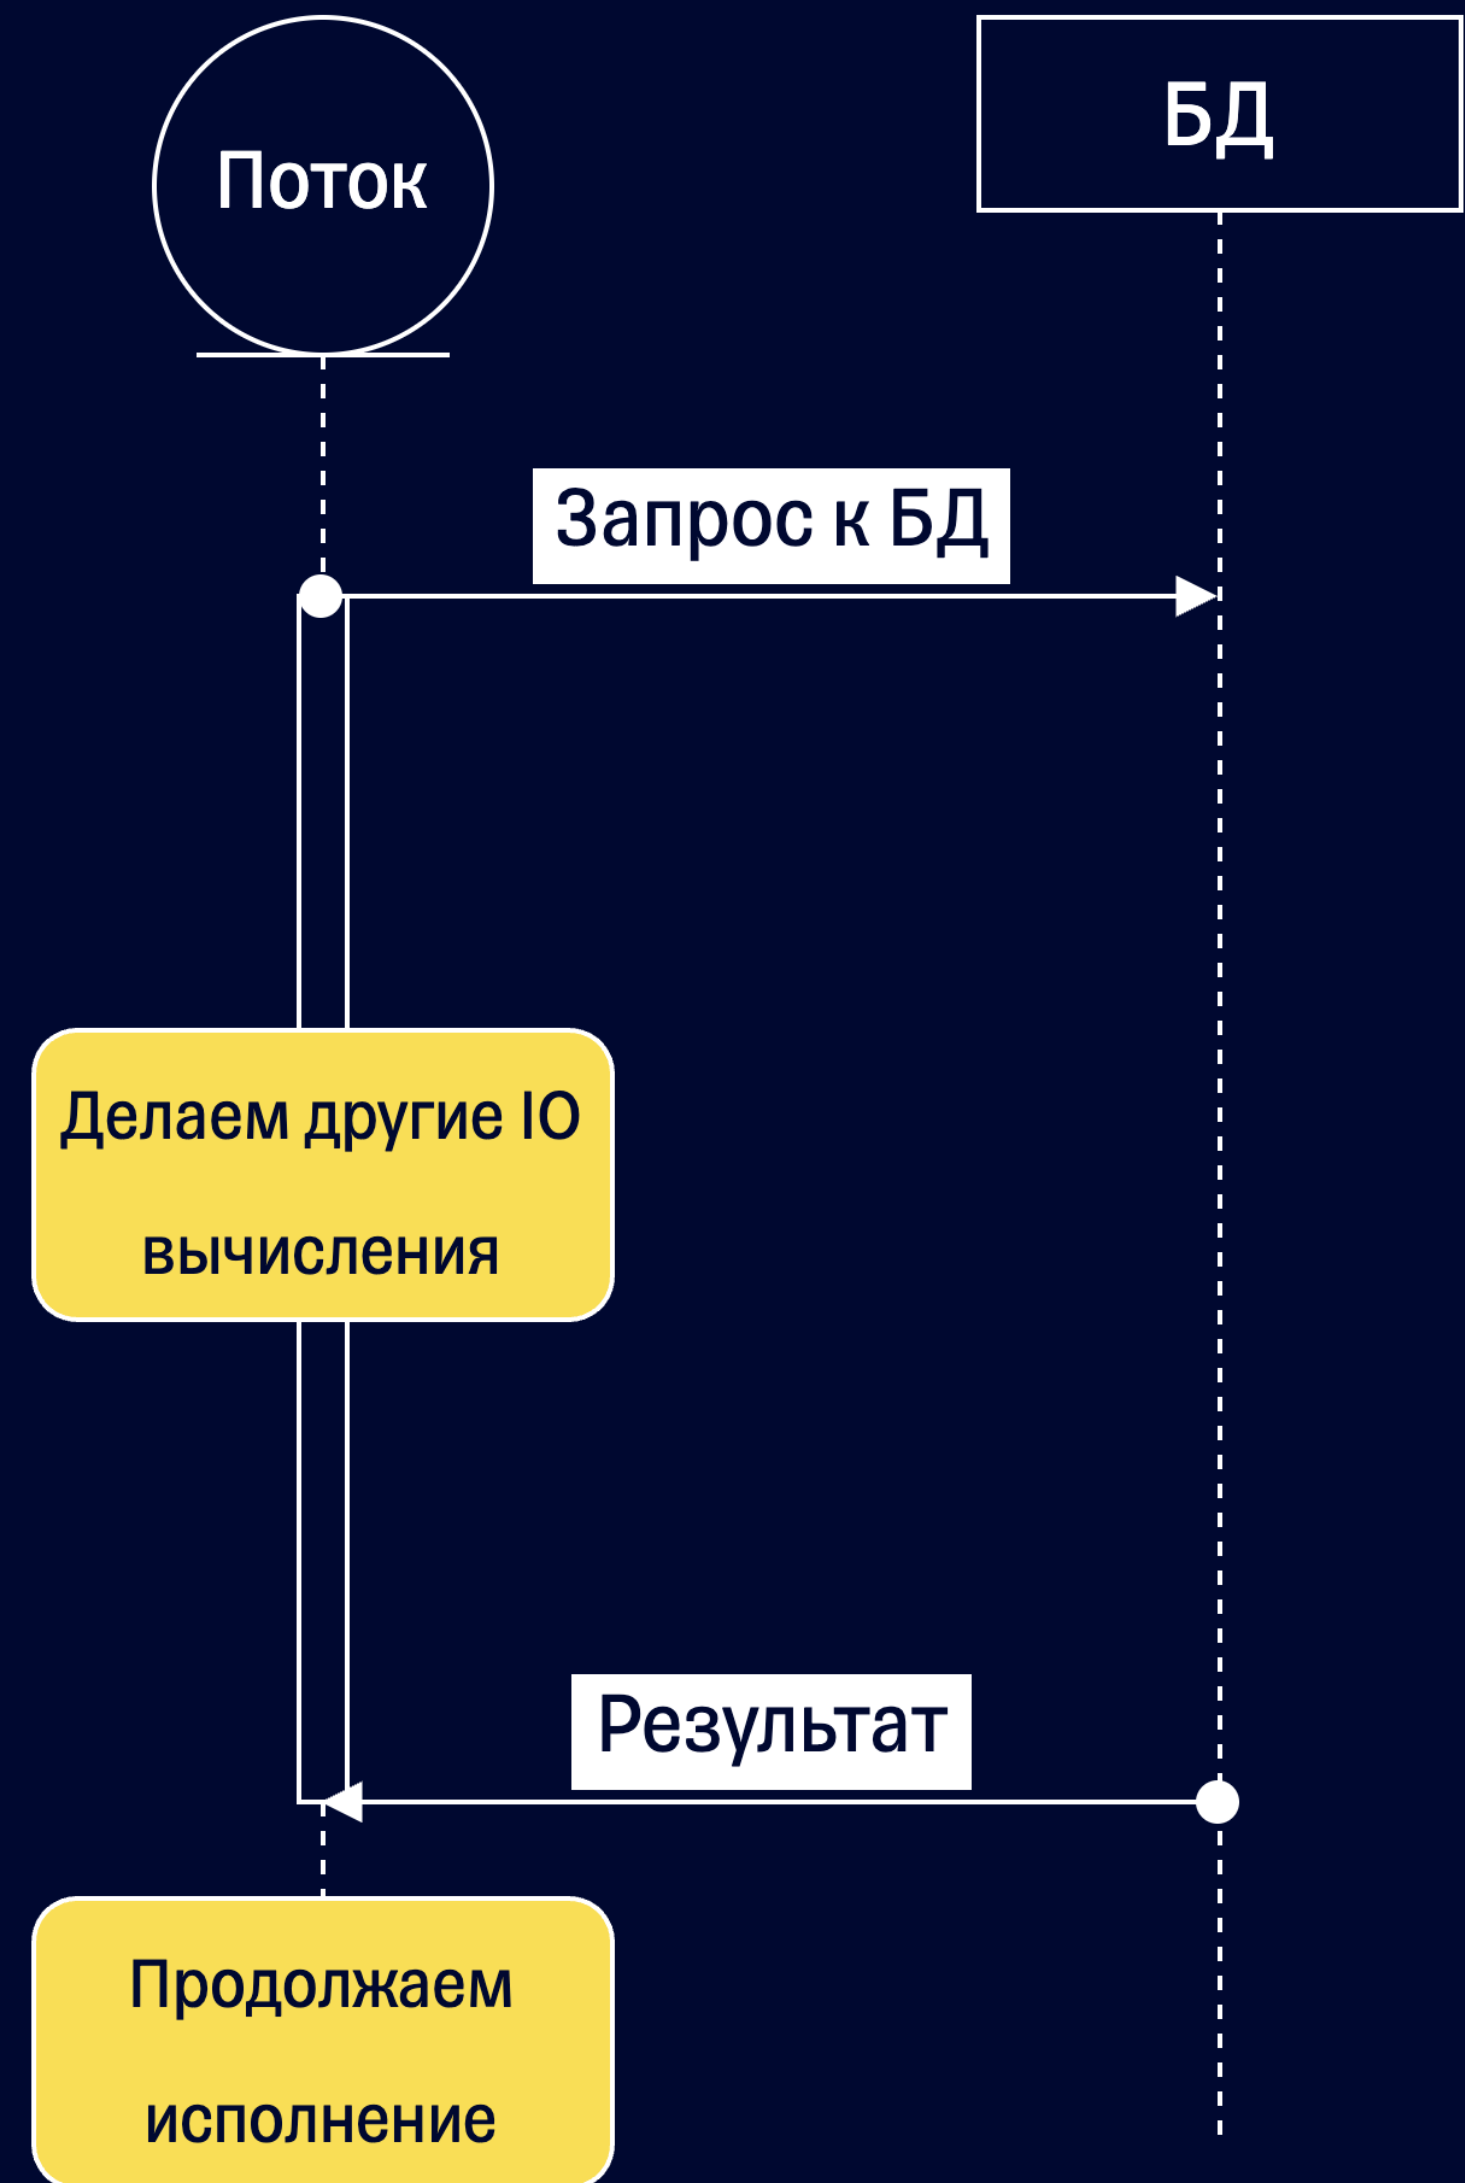 Поток
БД
Запрос к БД
Делаем другие IO
вычисления
Результат
Продолжаем
исполнение